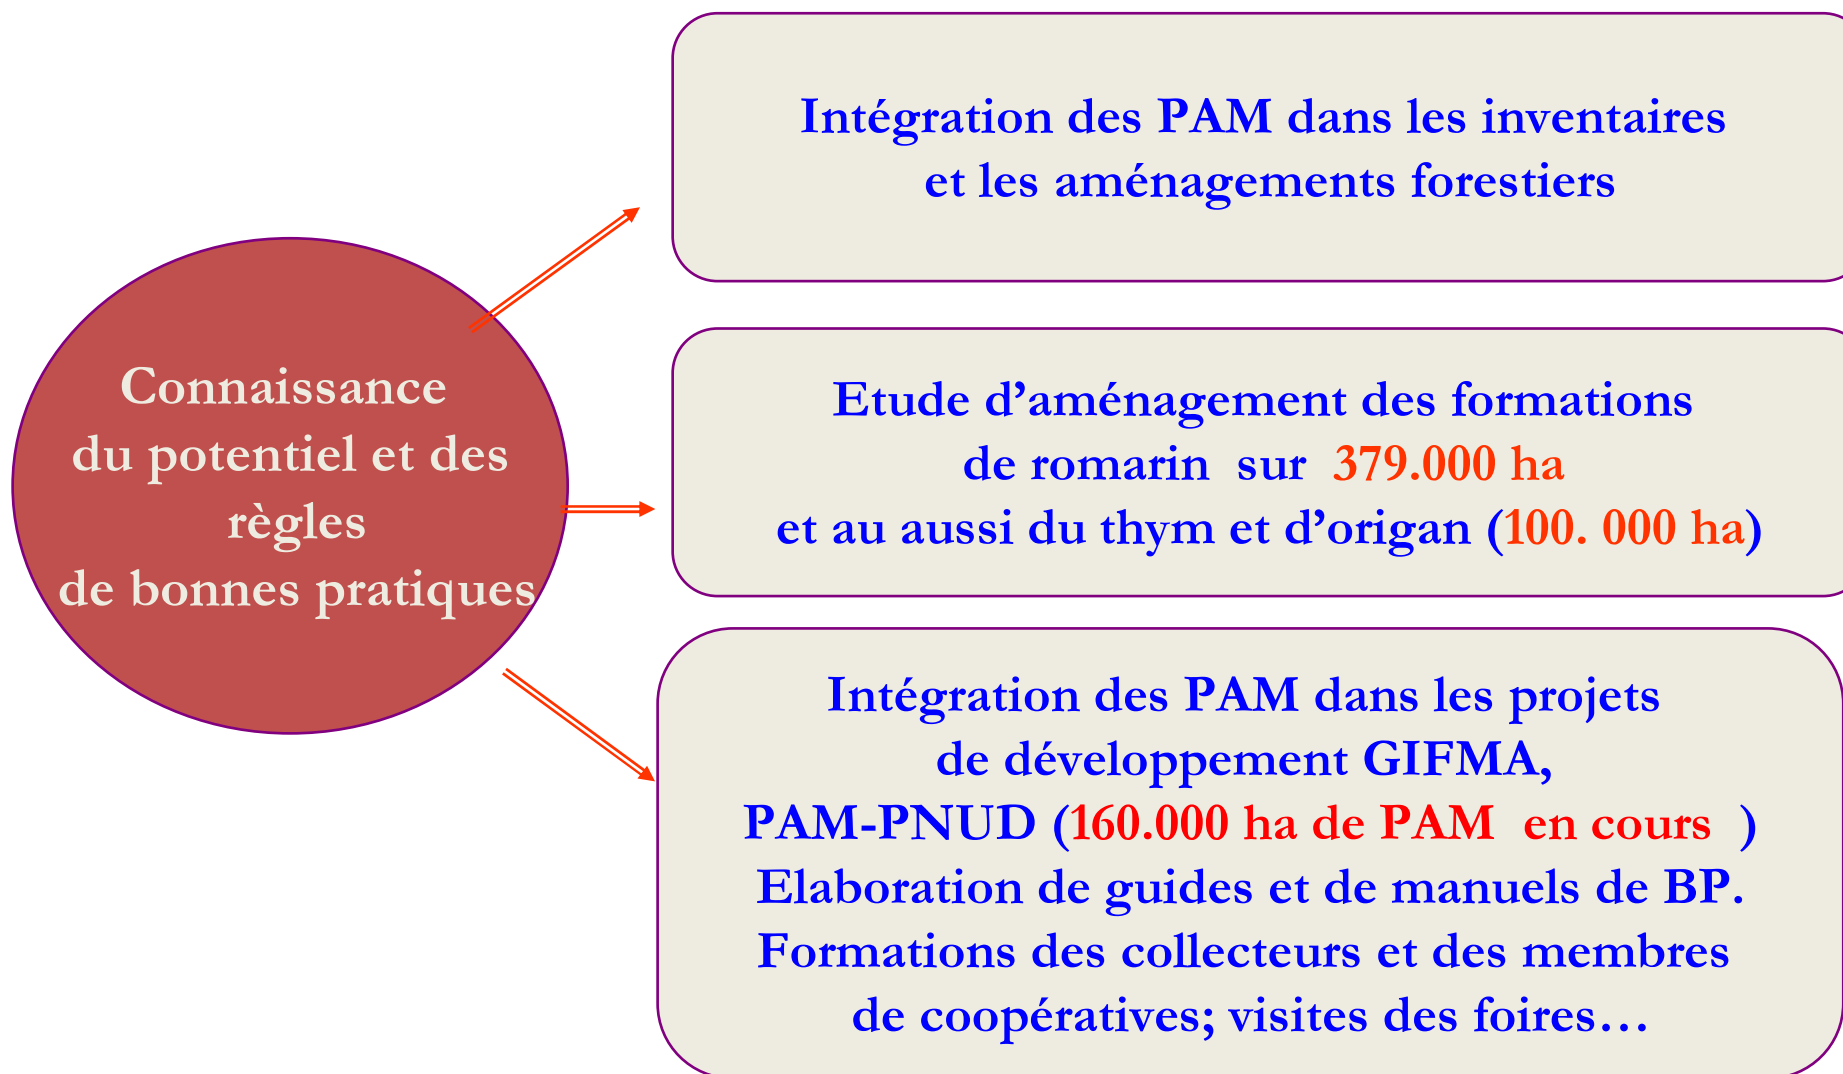 Connaissance
du potentiel et des
règles
de bonnes pratiques
Intégration des PAM dans les inventaires
et les aménagements forestiers
Etude d’aménagement des formations
de romarin sur 379.000 ha
et au aussi du thym et d’origan (100. 000 ha)
Intégration des PAM dans les projets
de développement GIFMA,
PAM-PNUD (160.000 ha de PAM en cours )
Elaboration de guides et de manuels de BP.
Formations des collecteurs et des membres
de coopératives; visites des foires…